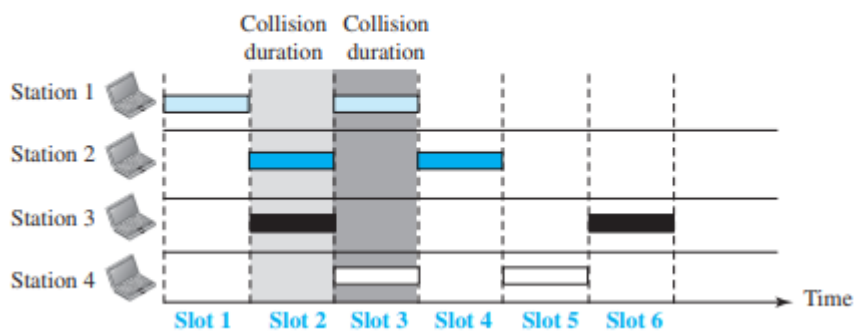 Collision Collision
duration duration
Station 1
Station 2
Station 3
Station 4
Time
Slot 1 Slot 2 Slot 3 Slot 4 Slot 5 Slot 6